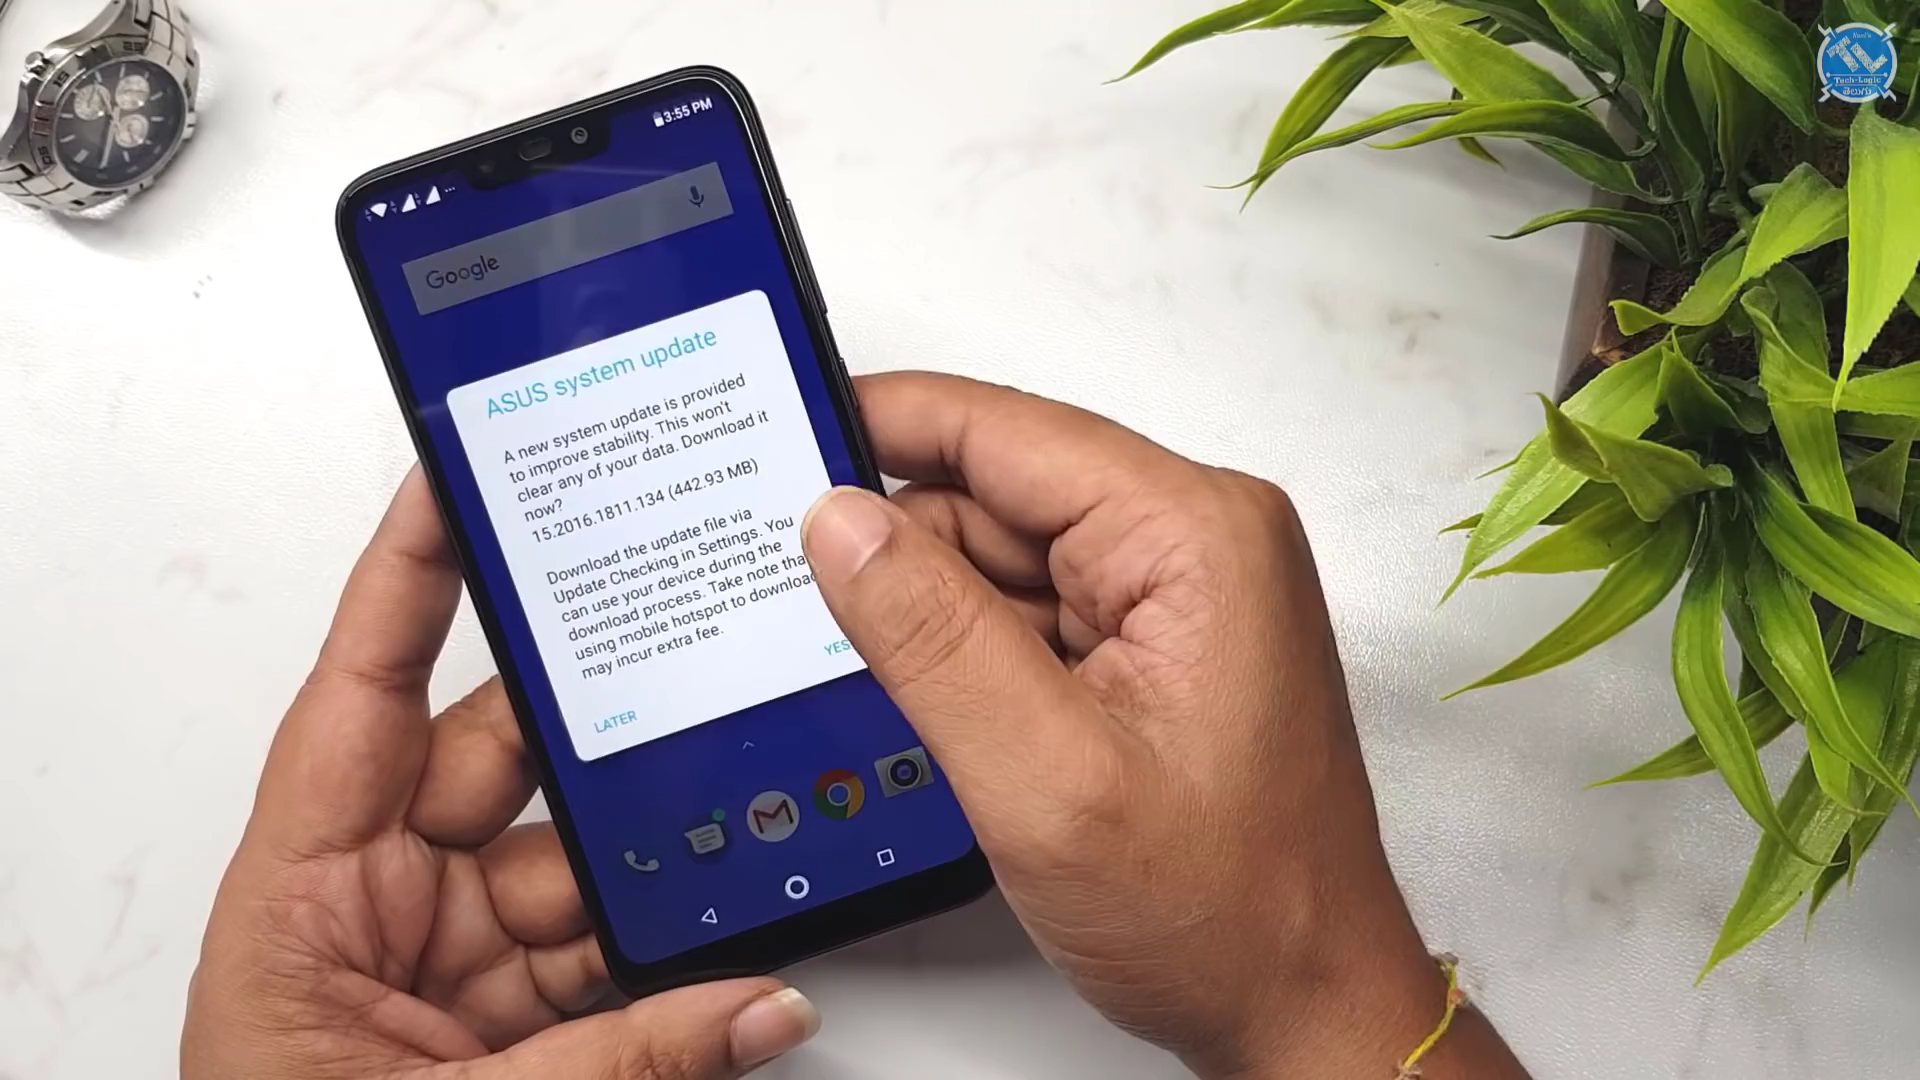 3:55 PM
Google
ASUS system update
A new system update is provided
to improve stability. This won't
clear any of your data. Download it
now?
15.2016.1811.134 (442.93 MB)
Download the update file via
Update Checking in Settings. You
can use your device during the
download process. Take note tha
using mobile hotspot to download
may incur extra fee.
YES
LATER
Tech-Logic
తెలుగు